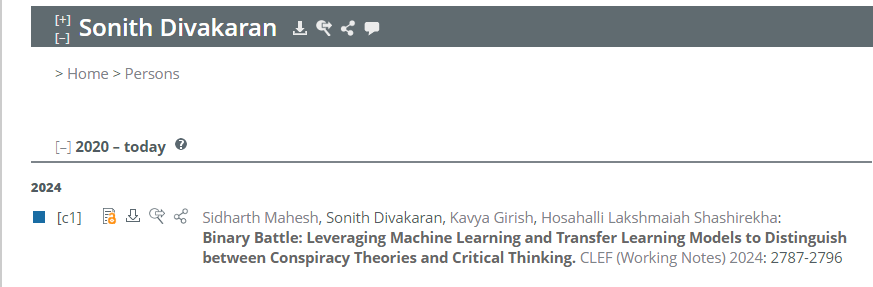 [+]
[–] Sonith Divakaran
> Home > Persons
[–] 2020 – today ?
2024
[c1] Sidharth Mahesh, Sonith Divakaran, Kavya Girish, Hosahalli Lakshmaiah Shashirekha:
Binary Battle: Leveraging Machine Learning and Transfer Learning Models to Distinguish
between Conspiracy Theories and Critical Thinking. CLEF (Working Notes) 2024: 2787-2796